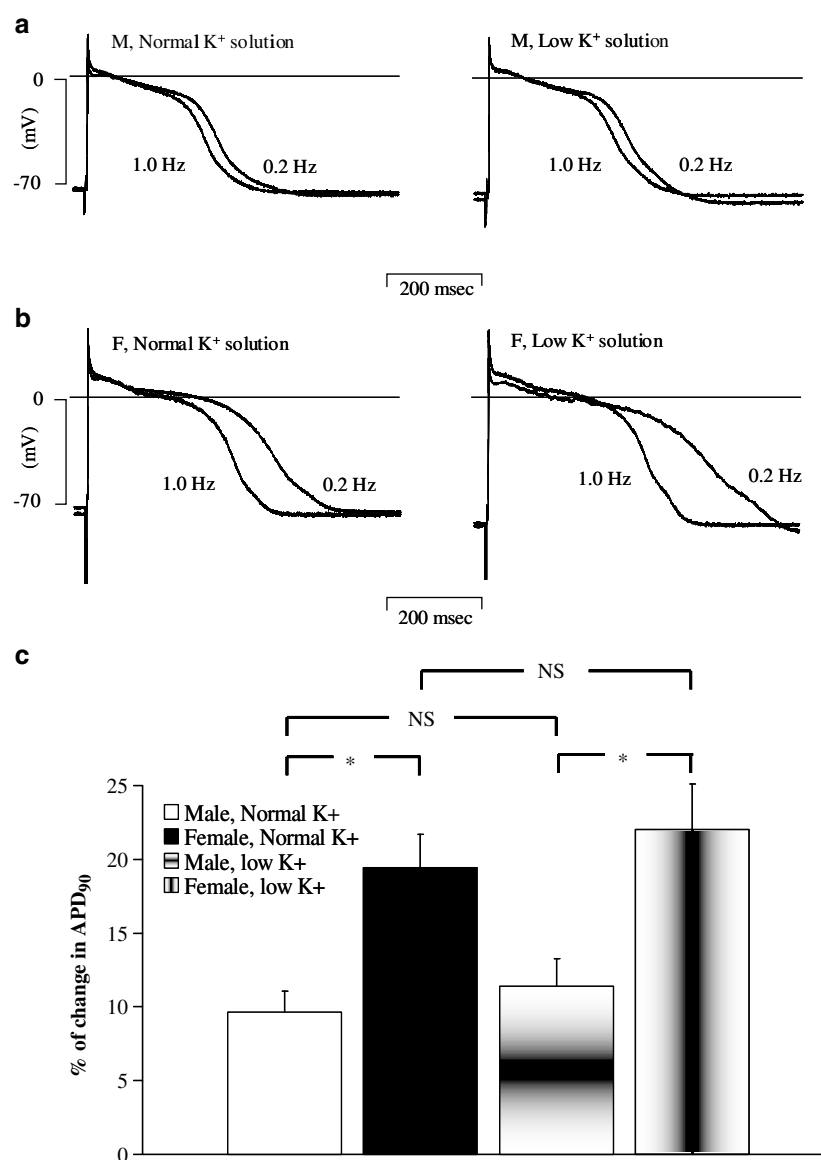 a
M, Normal K+ solution
M, Low K+ solution
0
(mV)
-70
1.0 Hz
0.2 Hz
1.0 Hz
0.2 Hz
200 msec
b
F, Normal K+ solution
F, Low K+ solution
0
(mV)
-70
1.0 Hz
0.2 Hz
1.0 Hz
0.2 Hz
200 msec
c
NS
NS
*
*
25
20
15
10
5
0
% of change in APD90
Male, Normal K+
Female, Normal K+
Male, low K+
Female, low K+